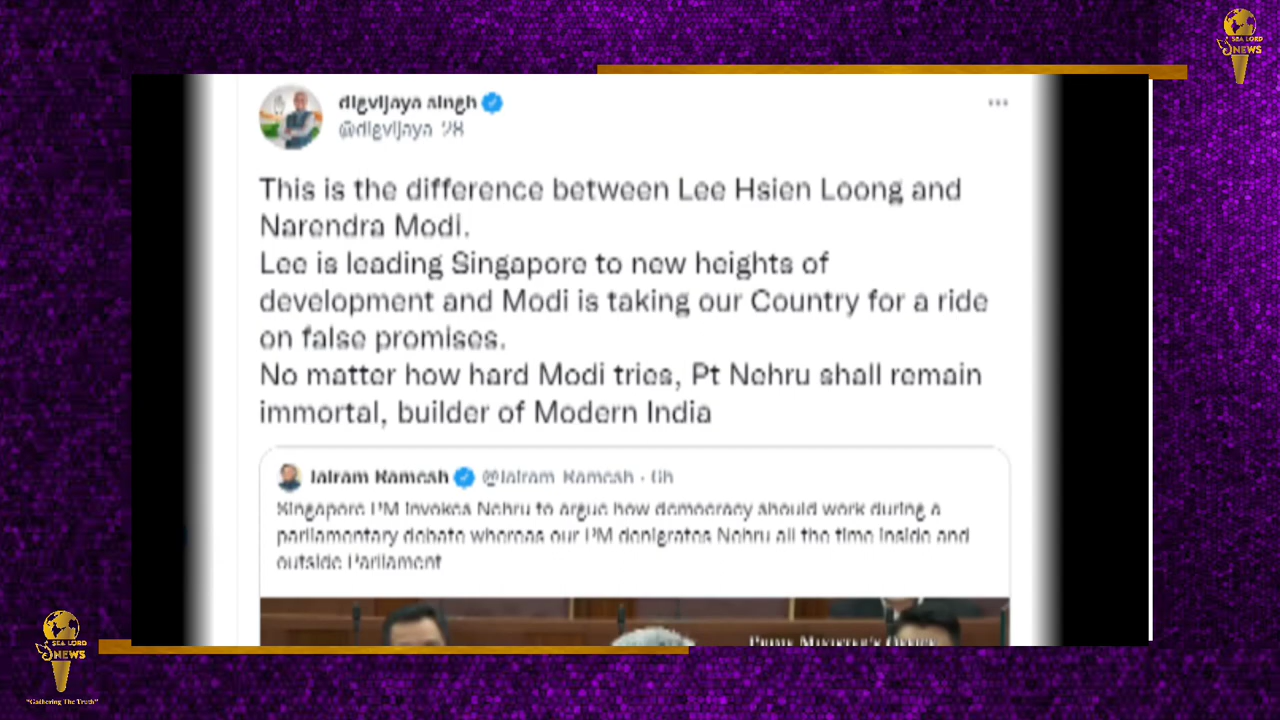 SEA LORD
NEWS
digvijaya singh
@digvijaya_28
This is the difference between Lee Hsien Loong and
Narendra Modi.
Lee is leading Singapore to new heights of
development and Modi is taking our Country for a ride
on false promises.
No matter how hard Modi tries, Pt Nehru shall remain
immortal, builder of Modern India
Jairam Ramesh @Jairam_Ramesh · 6h
Singapore PM invokes Nehru to argue how democracy should work during a
parliamentary debate whereas our PM denigrates Nehru all the time inside and
outside Parliament
PRIME MINISTER'S OFFICE
SEA LORD
NEWS
"Gathering The Truth"